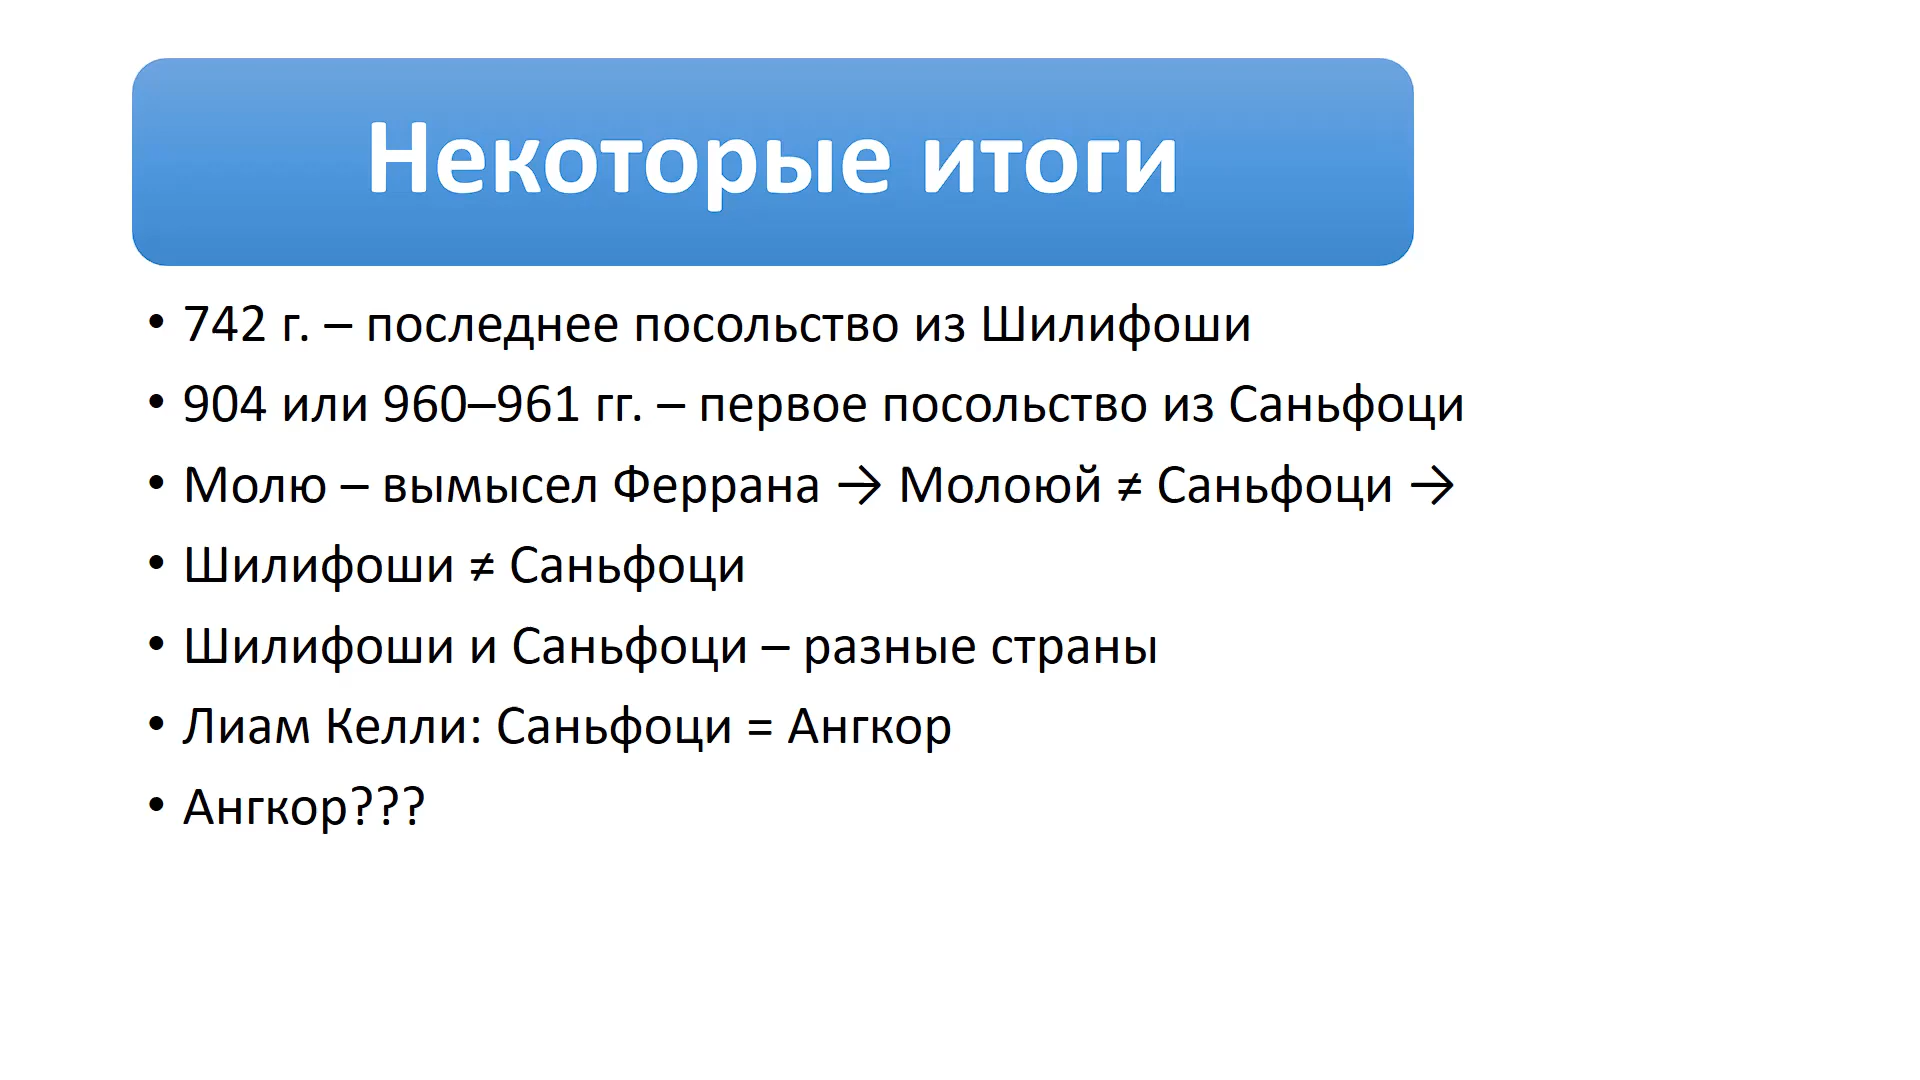 Некоторые итоги
• 742 г. – последнее посольство из Шилифоши
• 904 или 960–961 гг. – первое посольство из Саньфоци
• Молю – вымысел Феррана → Молоюй ≠ Саньфоци →
• Шилифоши ≠ Саньфоци
• Шилифоши и Саньфоци – разные страны
• Лиам Келли: Саньфоци = Ангкор
• Ангкор???